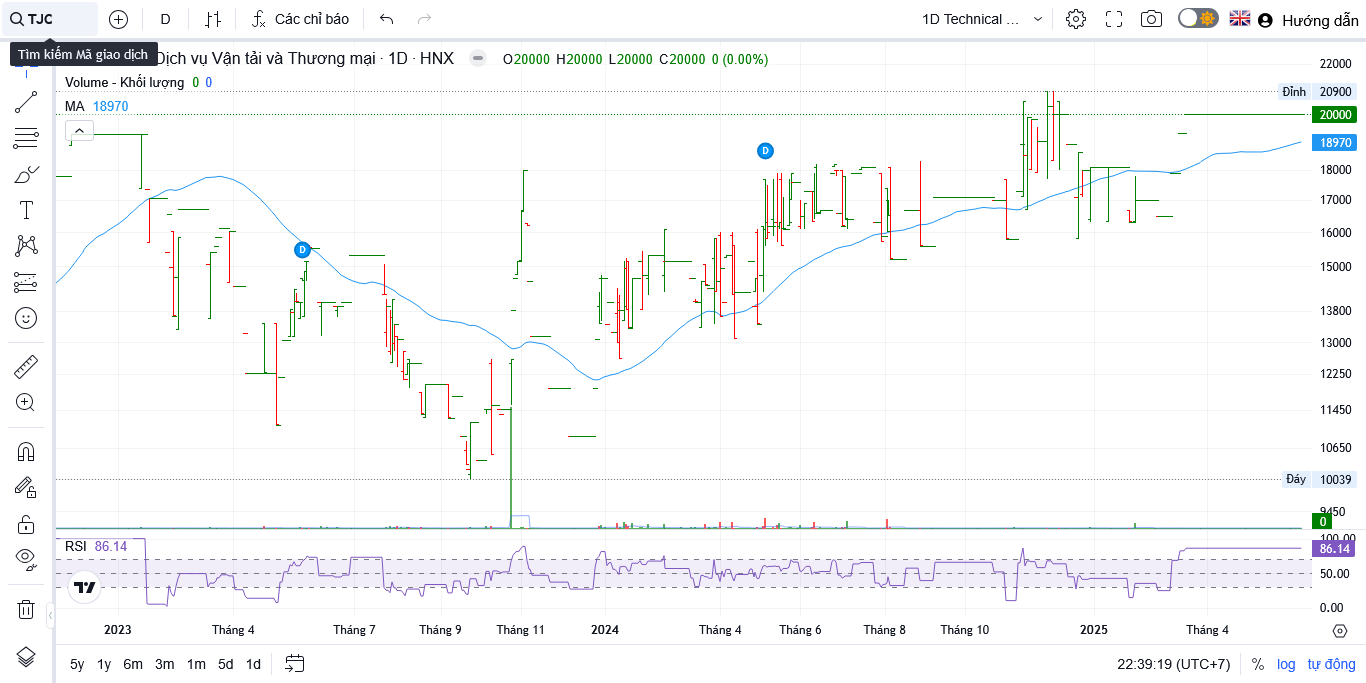 TJC
D
Các chỉ báo
1D Technical ...
Hướng dẫn
Tìm kiếm Mã giao dịch
Dịch vụ Vận tải và Thương mại · 1D · HNX
O20000 H20000 L20000 C20000 0 (0.00%)
Volume - Khối lượng 0 0
MA 18970
D
D
22000
Đỉnh 20900
20000
18970
18000
17000
16000
15000
13800
13000
12250
11450
10650
Đáy 10039
9450
0
RSI 86.14
100.00
86.14
50.00
0.00
2023 Tháng 4 Tháng 7 Tháng 9 Tháng 11 2024 Tháng 4 Tháng 6 Tháng 8 Tháng 10 2025 Tháng 4
5y 1y 6m 3m 1m 5d 1d
22:39:19 (UTC+7) % log tự động